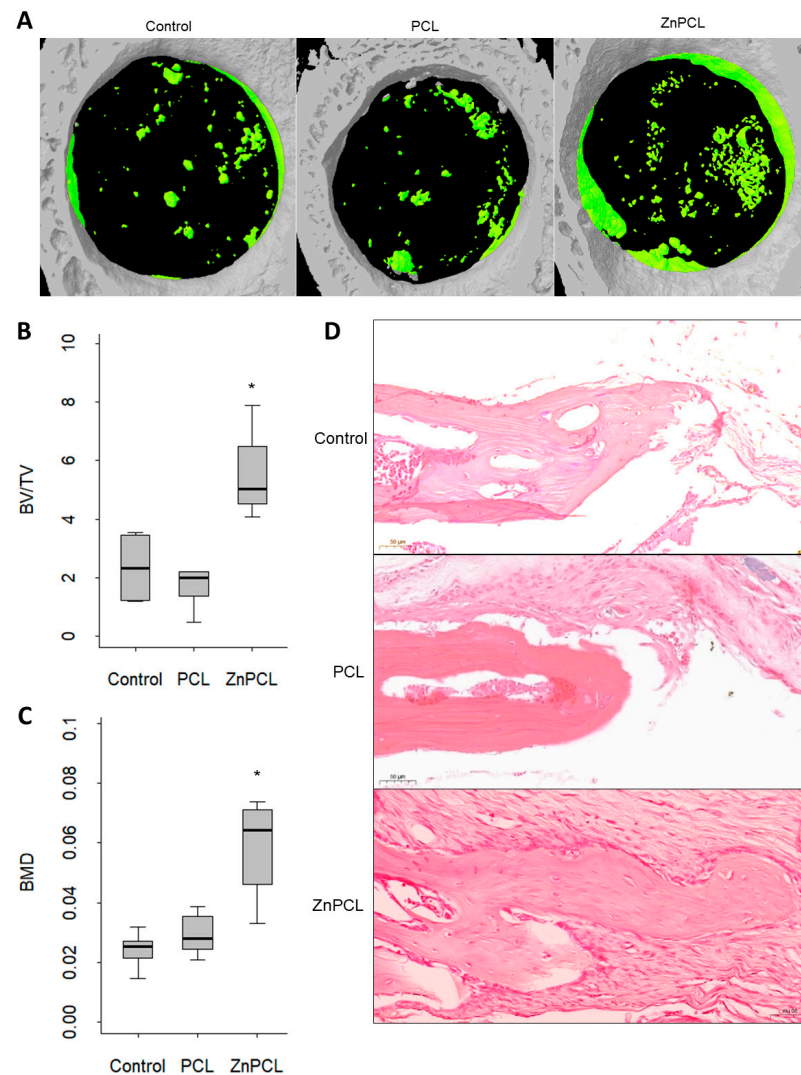 A
Control
PCL
ZnPCL
B
10
8
6
4
2
0
BV/TV
*
Control PCL ZnPCL
C
0.1
0.08
0.06
0.04
0.02
0.00
BMD
*
Control PCL ZnPCL
D
Control
50 µm
PCL
50 µm
ZnPCL